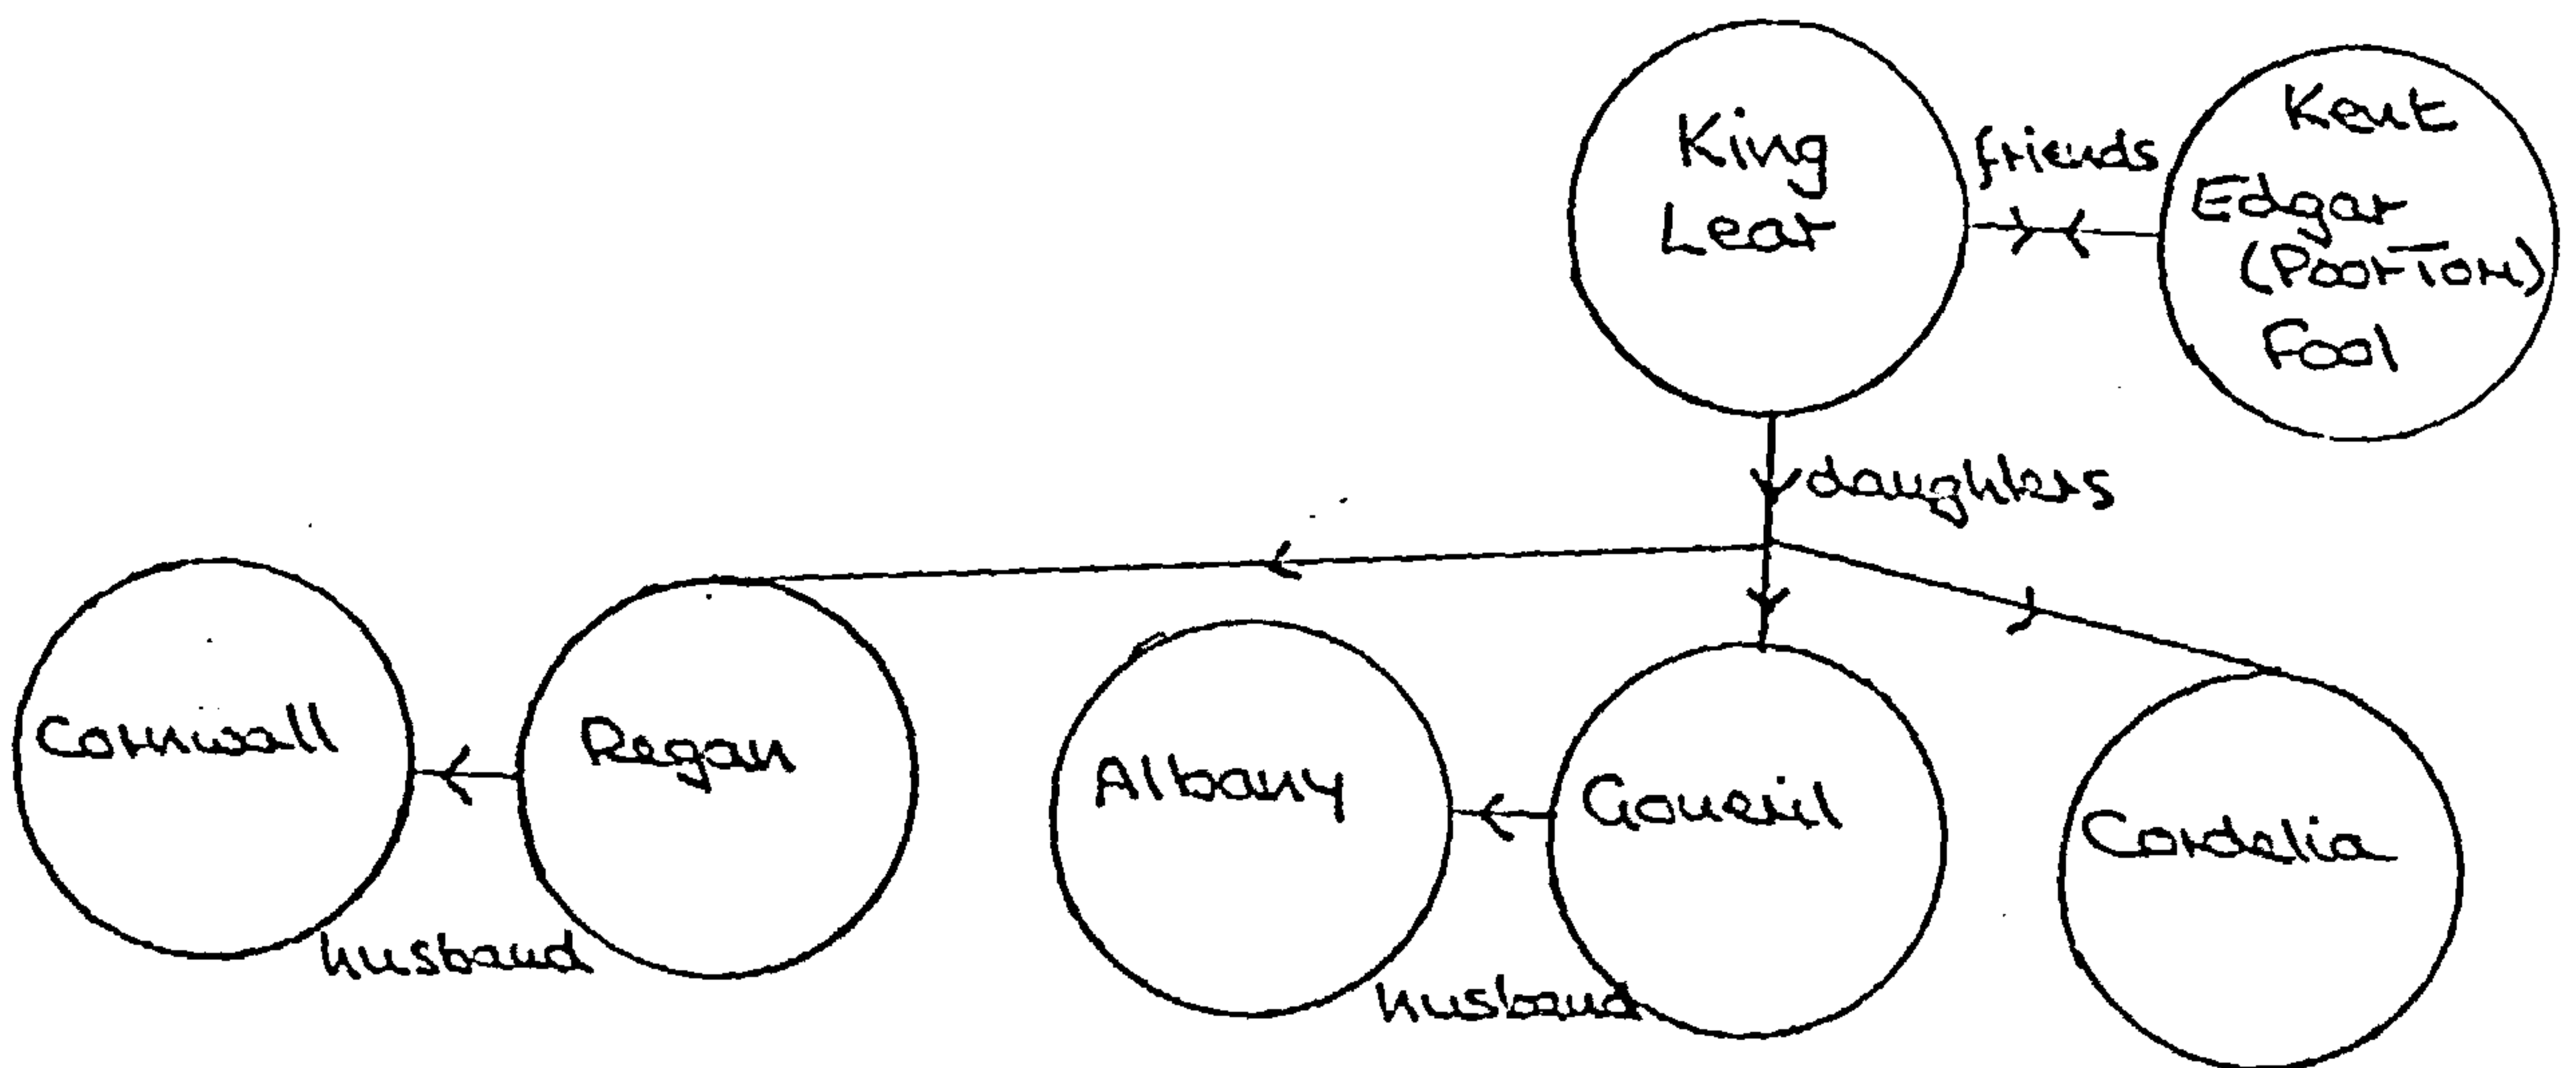 King
Lear
friends
Kent
Edgar
(Poor Tom)
Fool
daughters
Cornwall
Regan
Albany
Goneril
Cordelia
husband
husband